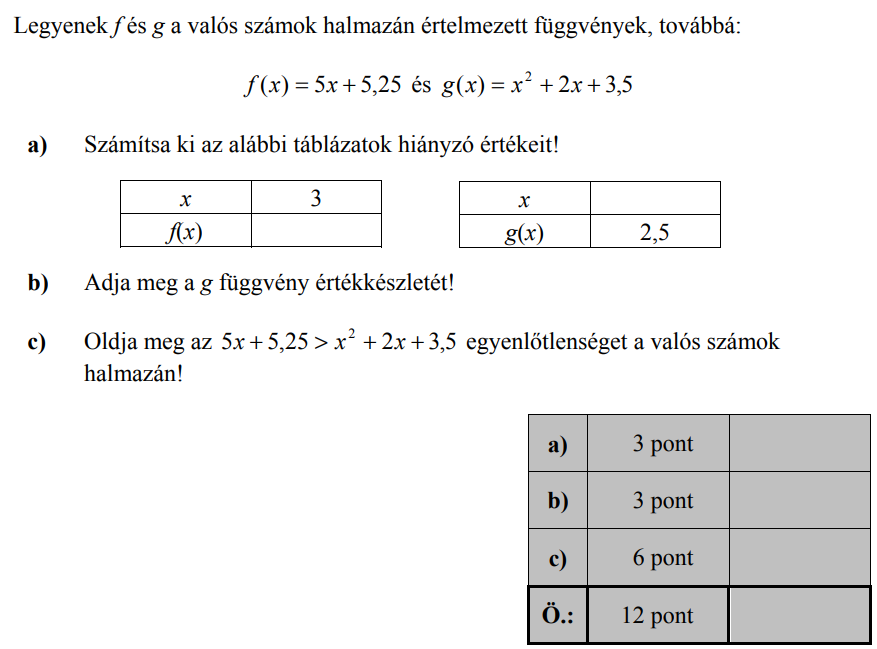 Legyenek f és g a valós számok halmazán értelmezett függvények, továbbá:
f(x) = 5x + 5,25 és g(x) = x² + 2x + 3,5
a) Számítsa ki az alábbi táblázatok hiányzó értékeit!
x 3
f(x)
x
g(x) 2,5
b) Adja meg a g függvény értékkészletét!
c) Oldja meg az 5x + 5,25 > x² + 2x + 3,5 egyenlőtlenséget a valós számok
halmazán!
a) 3 pont
b) 3 pont
c) 6 pont
Ö.: 12 pont